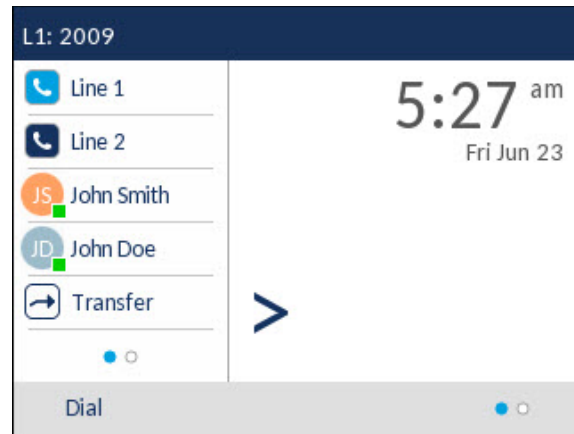 L1: 2009
Line 1
5:27 am
Line 2
Fri Jun 23
JS John Smith
JD John Doe
Transfer
>
Dial